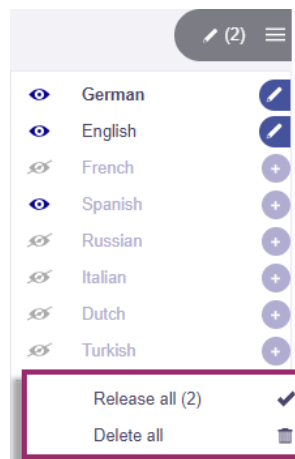 (2)
German
English
French
Spanish
Russian
Italian
Dutch
Turkish
Release all (2)
Delete all